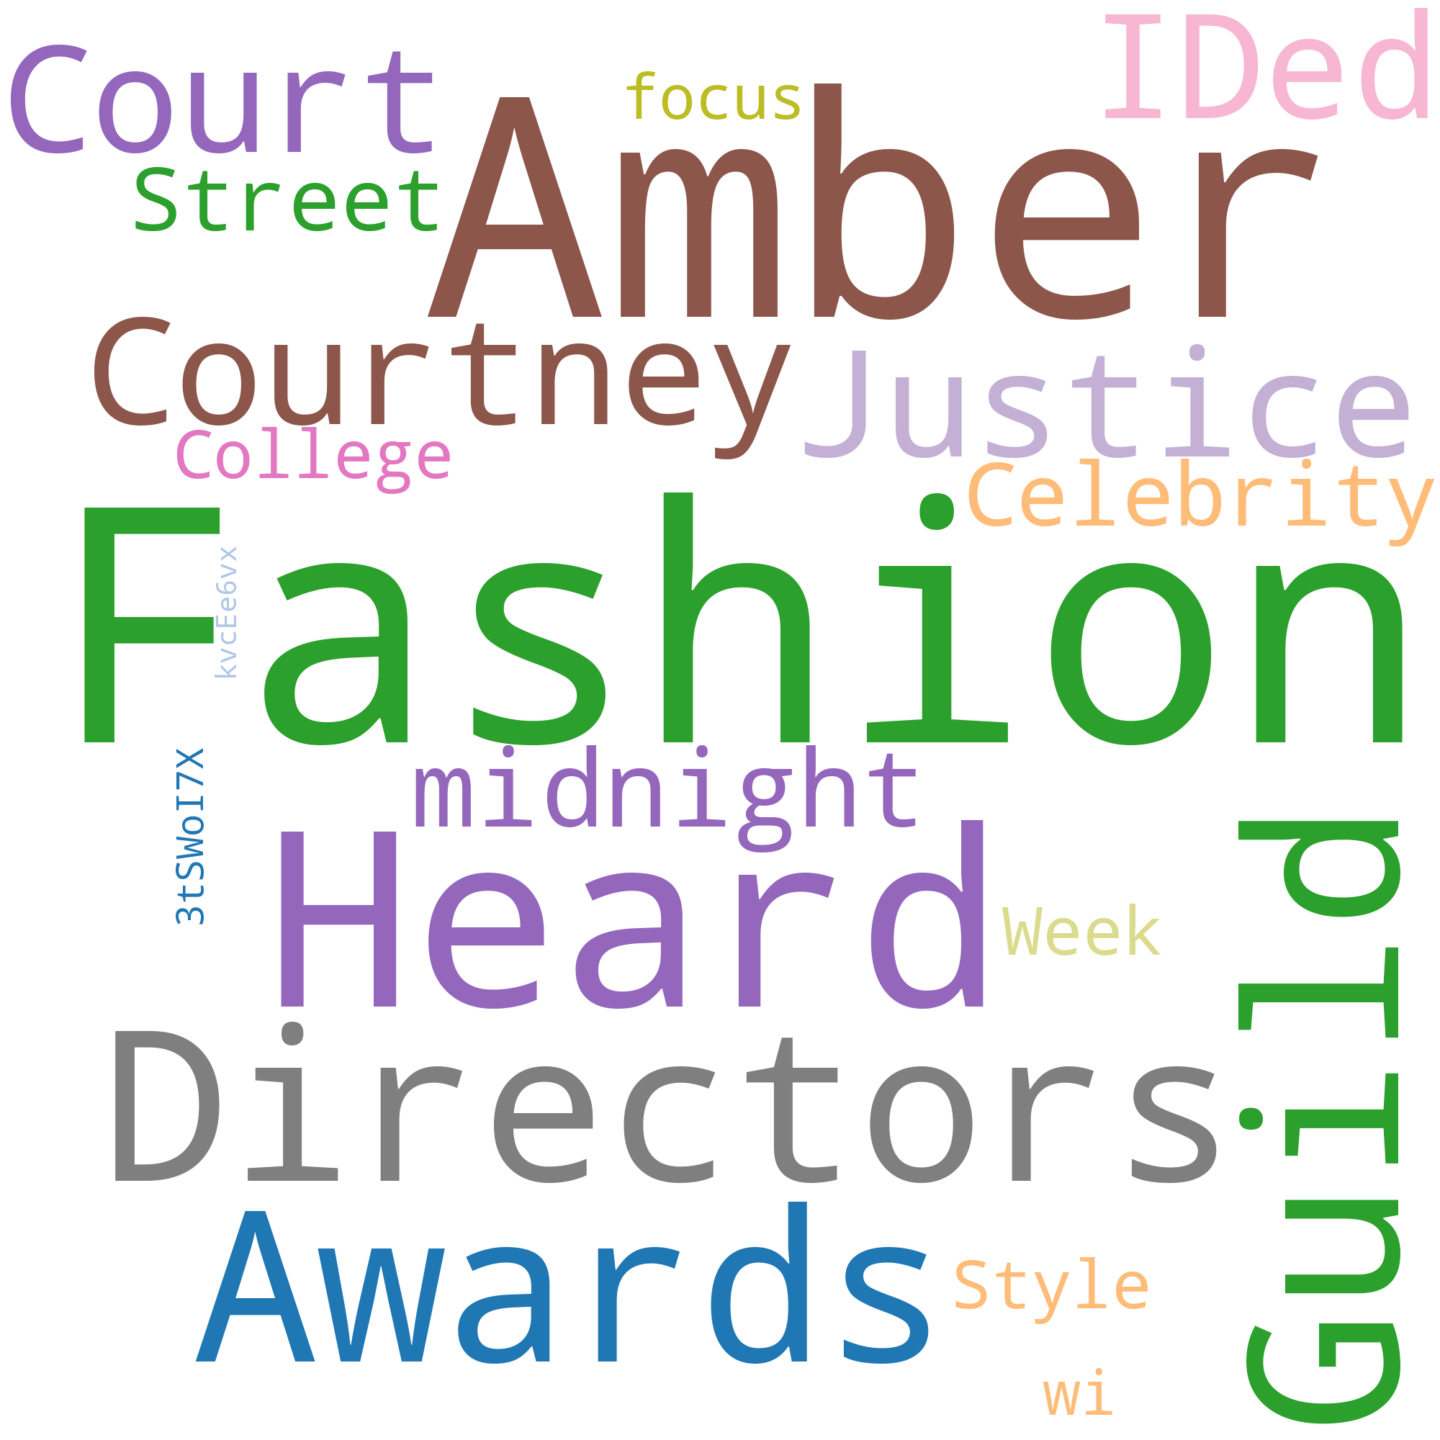 Court
IDed
focus
Amber
Street
Courtney
Justice
College
Celebrity
Fashion
kvcEe6vx
midnight
3tSWoI7X
Heard
Week
Guild
Directors
Awards
Style
wi